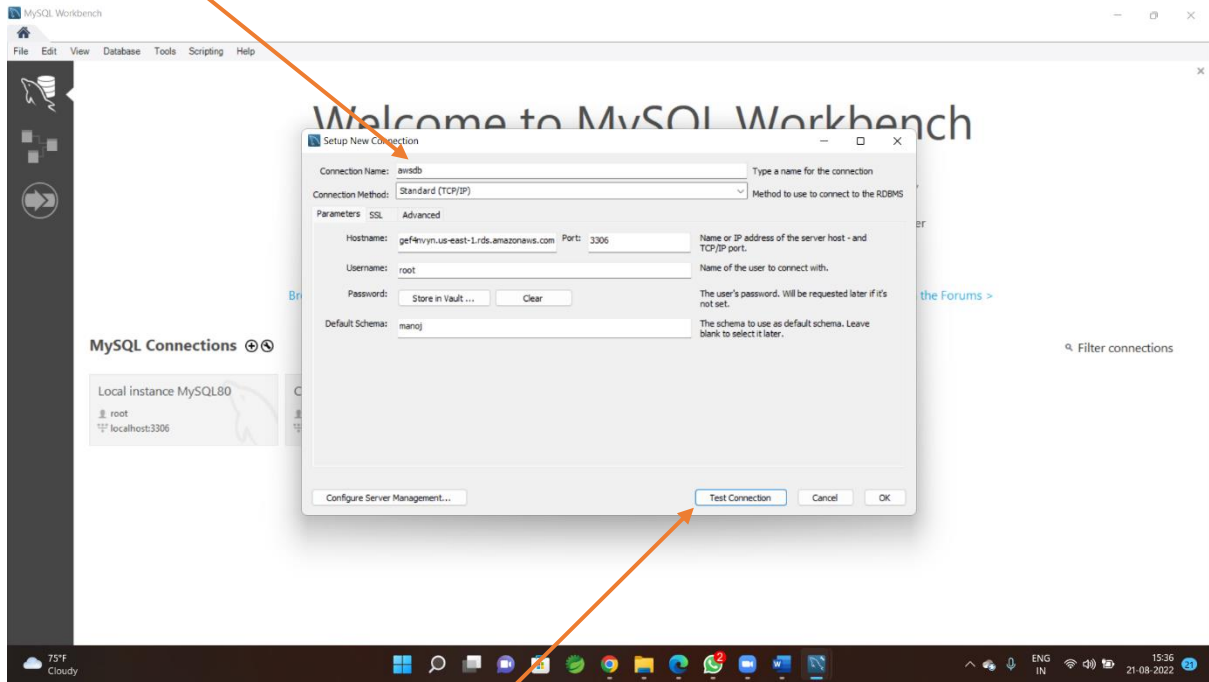 MySQL Workbench
File Edit View Database Tools Scripting Help
Welcome to MySQL Workbench
Setup New Connection
Connection Name: awsdb Type a name for the connection
Connection Method: Standard (TCP/IP) Method to use to connect to the RDBMS
Parameters SSL Advanced
Hostname: gef4nvyn.us-east-1.rds.amazonaws.com Port: 3306 Name or IP address of the server host - and
TCP/IP port.
Username: root Name of the user to connect with.
Password: Store in Vault ... Clear The user's password. Will be requested later if it's
not set.
the Forums >
Default Schema: manoj The schema to use as default schema. Leave
blank to select it later.
MySQL Connections
Filter connections
Local instance MySQL80
root
localhost:3306
Configure Server Management... Test Connection Cancel OK
75°F
Cloudy
ENG
IN
15:36
21-08-2022
21